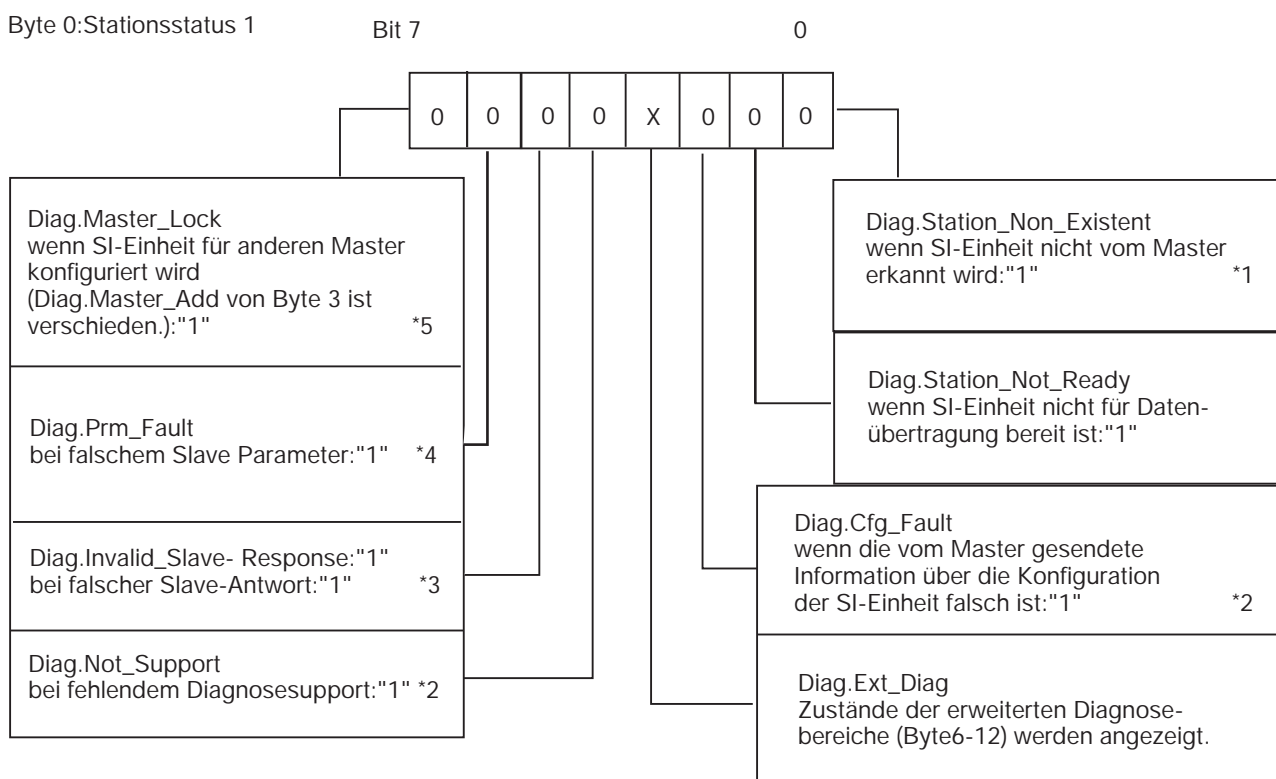 Byte 0:Stationsstatus 1
Bit 7
0
0 0 0 0 X 0 0 0
Diag.Master_Lock
wenn SI-Einheit für anderen Master
konfiguriert wird
(Diag.Master_Add von Byte 3 ist
verschieden.):"1" *5
Diag.Prm_Fault
bei falschem Slave Parameter:"1" *4
Diag.Invalid_Slave- Response:"1"
bei falscher Slave-Antwort:"1" *3
Diag.Not_Support
bei fehlendem Diagnosesupport:"1" *2
Diag.Station_Non_Existent
wenn SI-Einheit nicht vom Master
erkannt wird:"1" *1
Diag.Station_Not_Ready
wenn SI-Einheit nicht für Daten-
übertragung bereit ist:"1"
Diag.Cfg_Fault
wenn die vom Master gesendete
Information über die Konfiguration
der SI-Einheit falsch ist:"1" *2
Diag.Ext_Diag
Zustände der erweiterten Diagnose-
bereiche (Byte6-12) werden angezeigt.